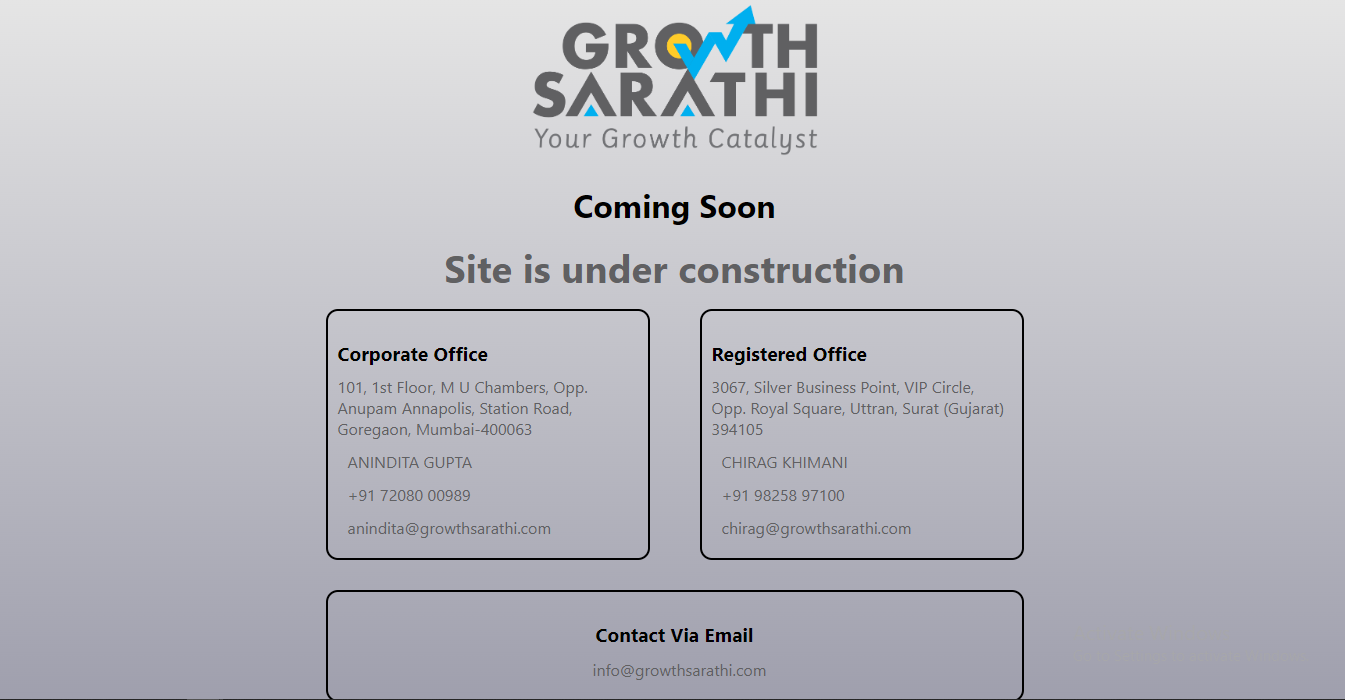 GROWTH
SARATHI
Your Growth Catalyst
Coming Soon
Site is under construction
Corporate Office
101, 1st Floor, M U Chambers, Opp.
Anupam Annapolis, Station Road,
Goregaon, Mumbai-400063
ANINDITA GUPTA
+91 72080 00989
anindita@growthsarathi.com
Registered Office
3067, Silver Business Point, VIP Circle,
Opp. Royal Square, Uttran, Surat (Gujarat)
394105
CHIRAG KHIMANI
+91 98258 97100
chirag@growthsarathi.com
Contact Via Email
info@growthsarathi.com